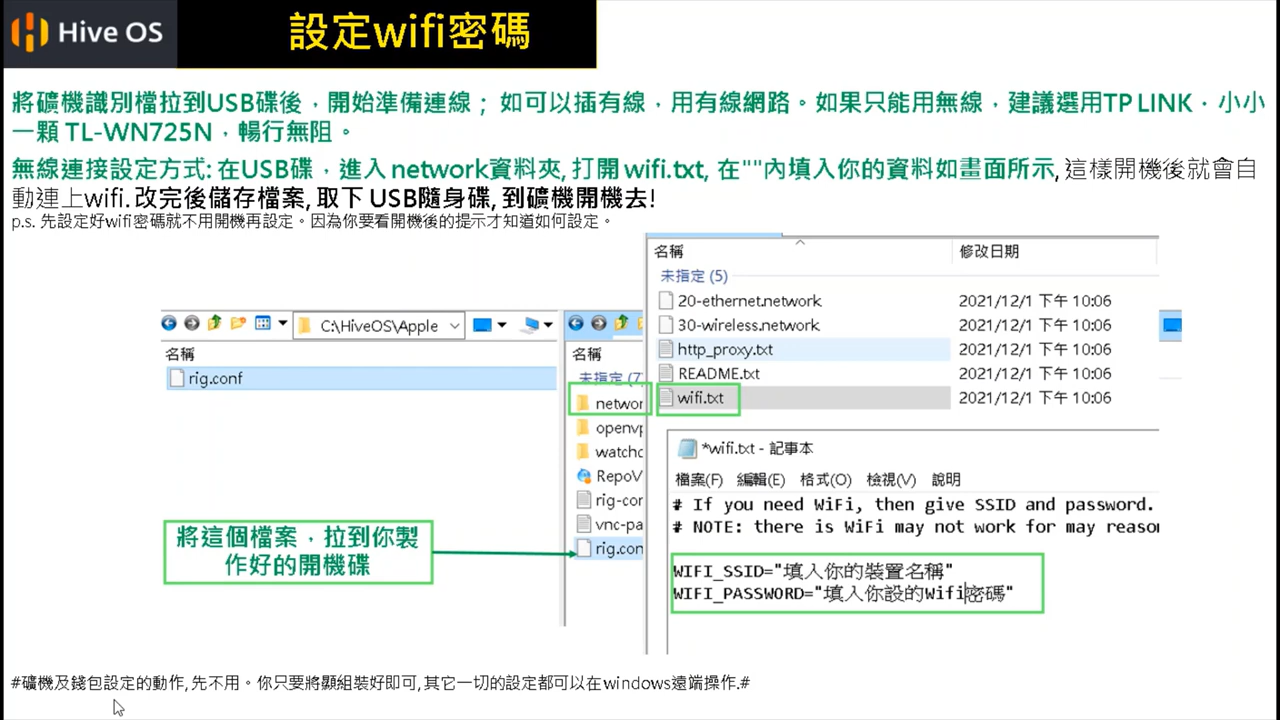 Hive OS
設定wifi密碼
將礦機識別檔拉到USB碟後，開始準備連線； 如可以插有線，用有線網路。如果只能用無線，建議選用TP LINK．小小
一顆 TL-WN725N，暢行無阻。
無線連接設定方式: 在USB碟，進入 network資料夾, 打開 wifi.txt, 在""內填入你的資料如畫面所示, 這樣開機後就會自
動連上wifi. 改完後儲存檔案, 取下 USB隨身碟, 到礦機開機去!
p.s. 先設定好wifi密碼就不用開機再設定。因為你要看開機後的提示才知道如何設定。
C:\HiveOS\Apple
名稱
rig.conf
將這個檔案，拉到你製
作好的開機碟
名稱
未指定 (7)
networ
openvp
watchd
RepoV
rig-con
vnc-pa
rig.con
名稱 修改日期
未指定 (5)
20-ethernet.network 2021/12/1 下午 10:06
30-wireless.network 2021/12/1 下午 10:06
http_proxy.txt 2021/12/1 下午 10:06
README.txt 2021/12/1 下午 10:06
wifi.txt 2021/12/1 下午 10:06
*wifi.txt - 記事本
檔案(F) 編輯(E) 格式(O) 檢視(V) 說明
# If you need WiFi, then give SSID and password.
# NOTE: there is WiFi may not work for may reason
WIFI_SSID="填入你的裝置名稱"
WIFI_PASSWORD="填入你設的Wifi密碼"
#礦機及錢包設定的動作, 先不用。你只要將顯組裝好即可, 其它一切的設定都可以在windows遠端操作.#